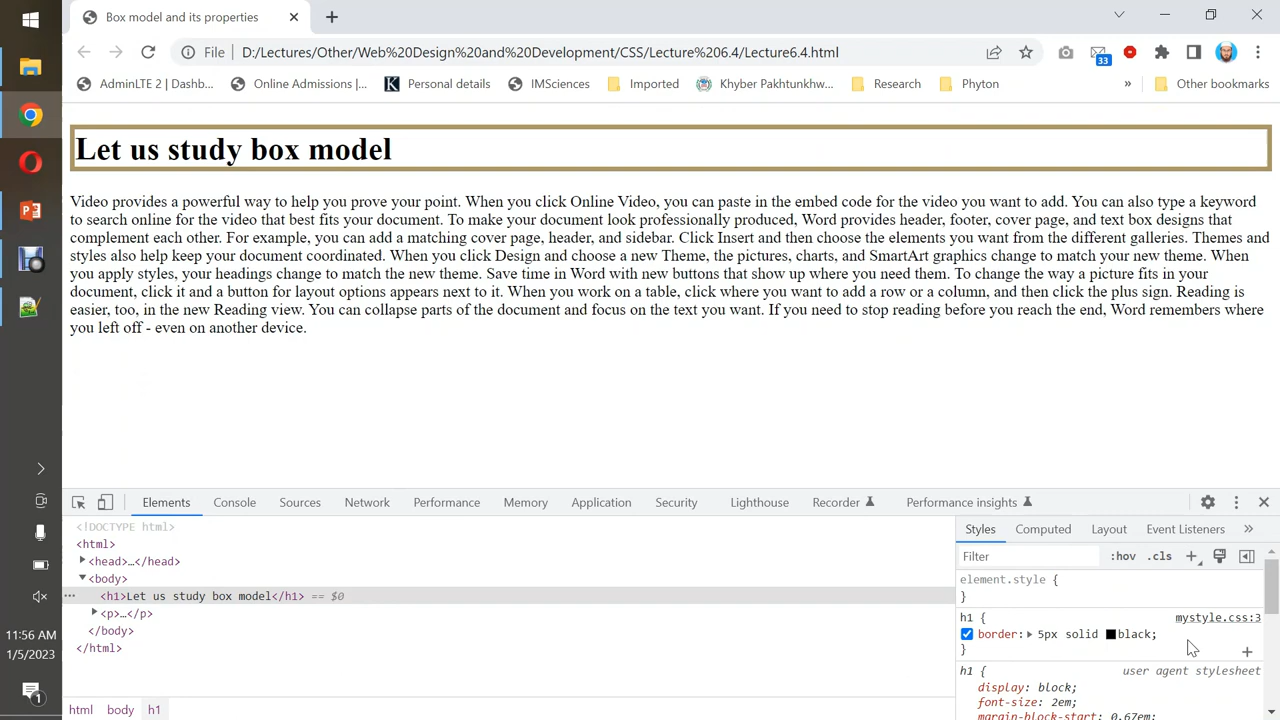 Box model and its properties
File D:/Lectures/Other/Web%20Design%20and%20Development/CSS/Lecture%206.4/Lecture6.4.html
33
AdminLTE 2 | Dashb... Online Admissions |... Personal details IMSciences Imported Khyber Pakhtunkhw... Research Phyton » Other bookmarks
Let us study box model
Video provides a powerful way to help you prove your point. When you click Online Video, you can paste in the embed code for the video you want to add. You can also type a keyword
to search online for the video that best fits your document. To make your document look professionally produced, Word provides header, footer, cover page, and text box designs that
complement each other. For example, you can add a matching cover page, header, and sidebar. Click Insert and then choose the elements you want from the different galleries. Themes and
styles also help keep your document coordinated. When you click Design and choose a new Theme, the pictures, charts, and SmartArt graphics change to match your new theme. When
you apply styles, your headings change to match the new theme. Save time in Word with new buttons that show up where you need them. To change the way a picture fits in your
document, click it and a button for layout options appears next to it. When you work on a table, click where you want to add a row or a column, and then click the plus sign. Reading is
easier, too, in the new Reading view. You can collapse parts of the document and focus on the text you want. If you need to stop reading before you reach the end, Word remembers where
you left off - even on another device.
Elements Console Sources Network Performance Memory Application Security Lighthouse Recorder Performance insights
<!DOCTYPE html>
<html>
<head>…</head>
<body>
<h1>Let us study box model</h1> == $0
<p>…</p>
</body>
</html>
html body h1
Styles Computed Layout Event Listeners »
Filter :hov .cls +
element.style {
}
h1 { mystyle.css:3
border: 5px solid black;
}
h1 { user agent stylesheet
display: block;
font-size: 2em;
margin-block-start: 0.67em;
11:56 AM
1/5/2023
1